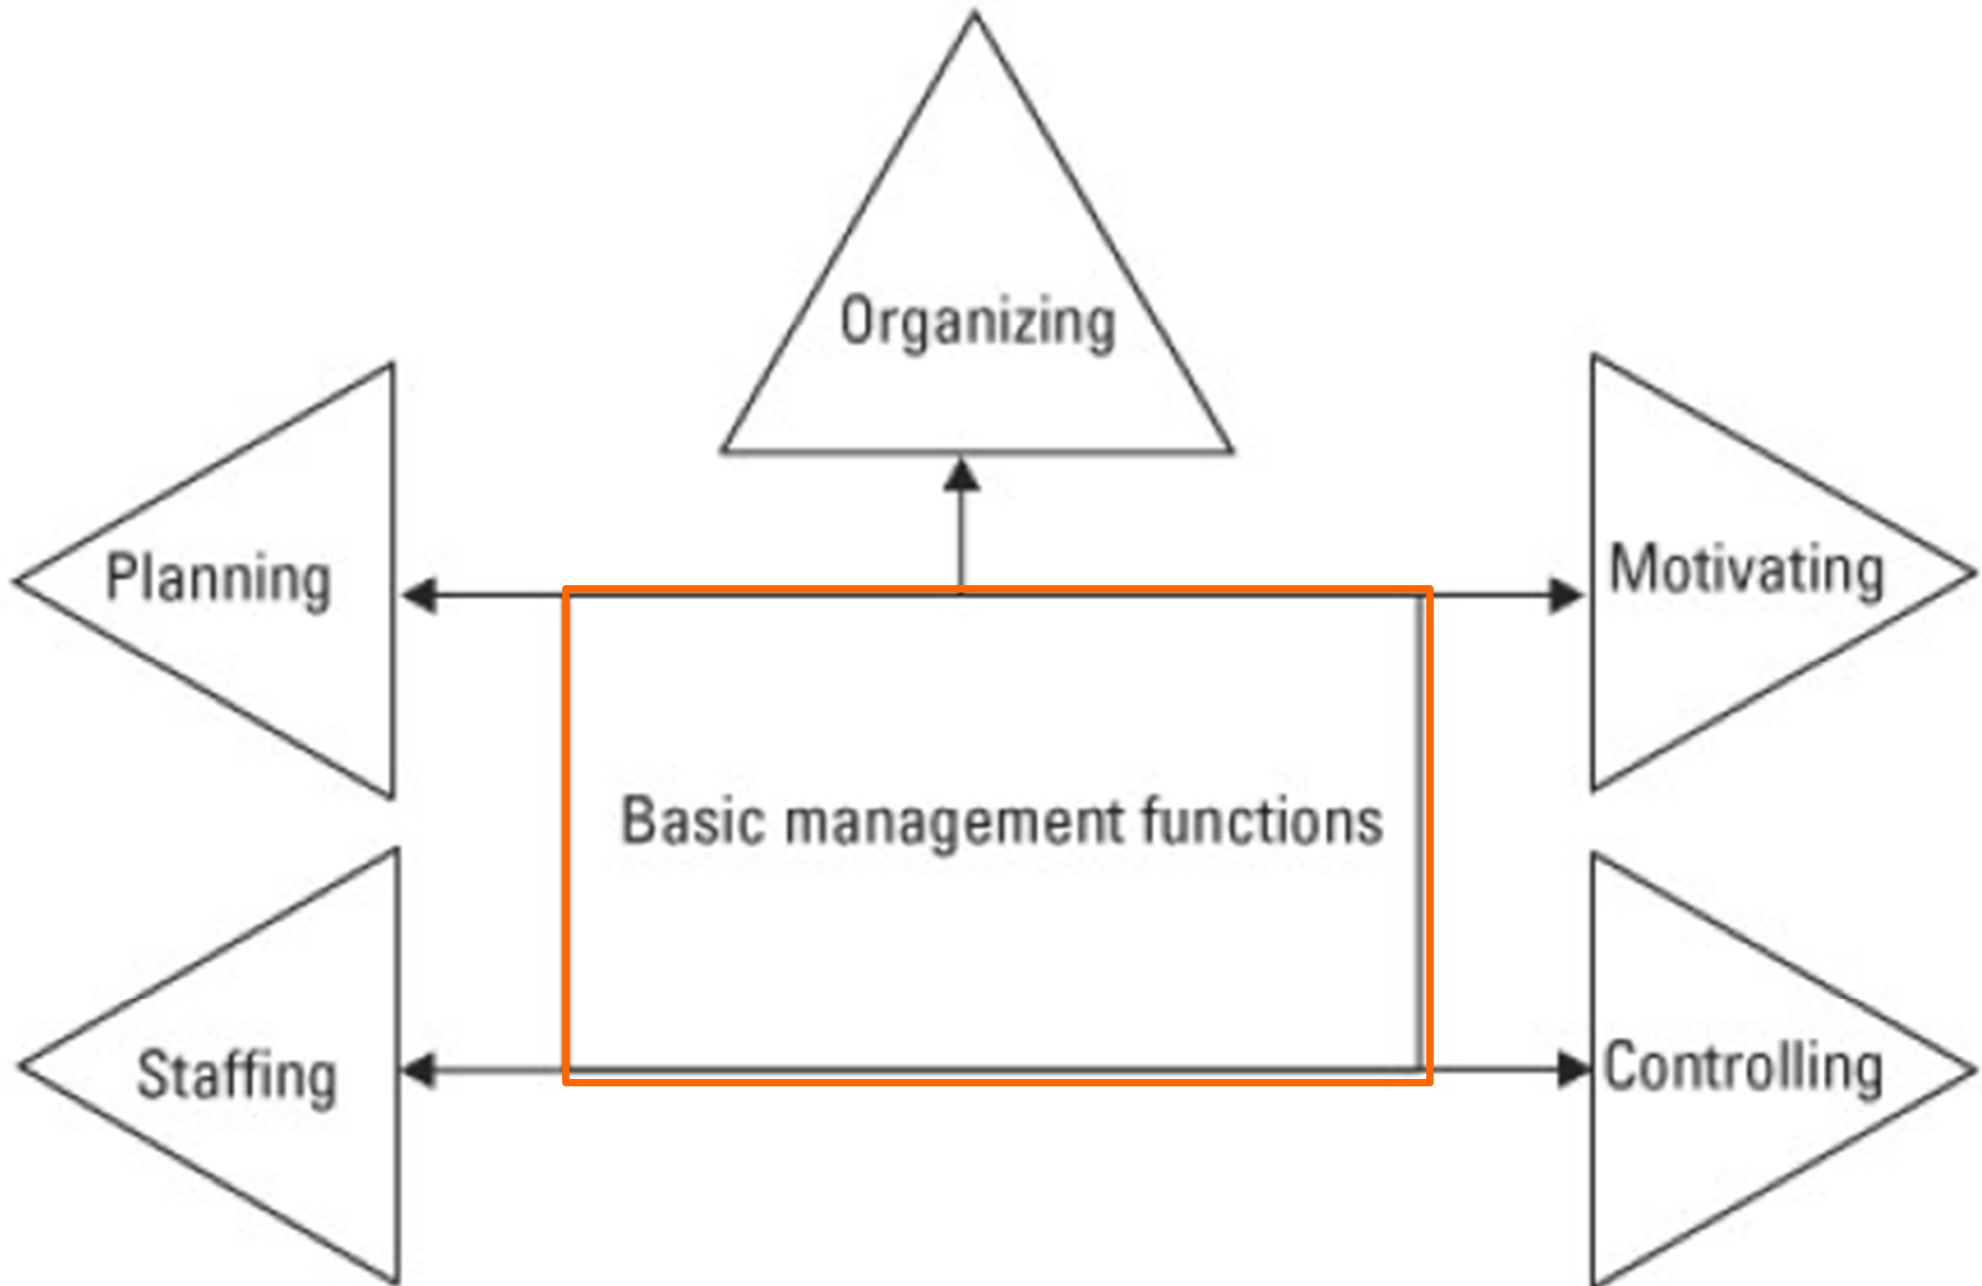 Organizing
Planning
Motivating
Basic management functions
Staffing
Controlling